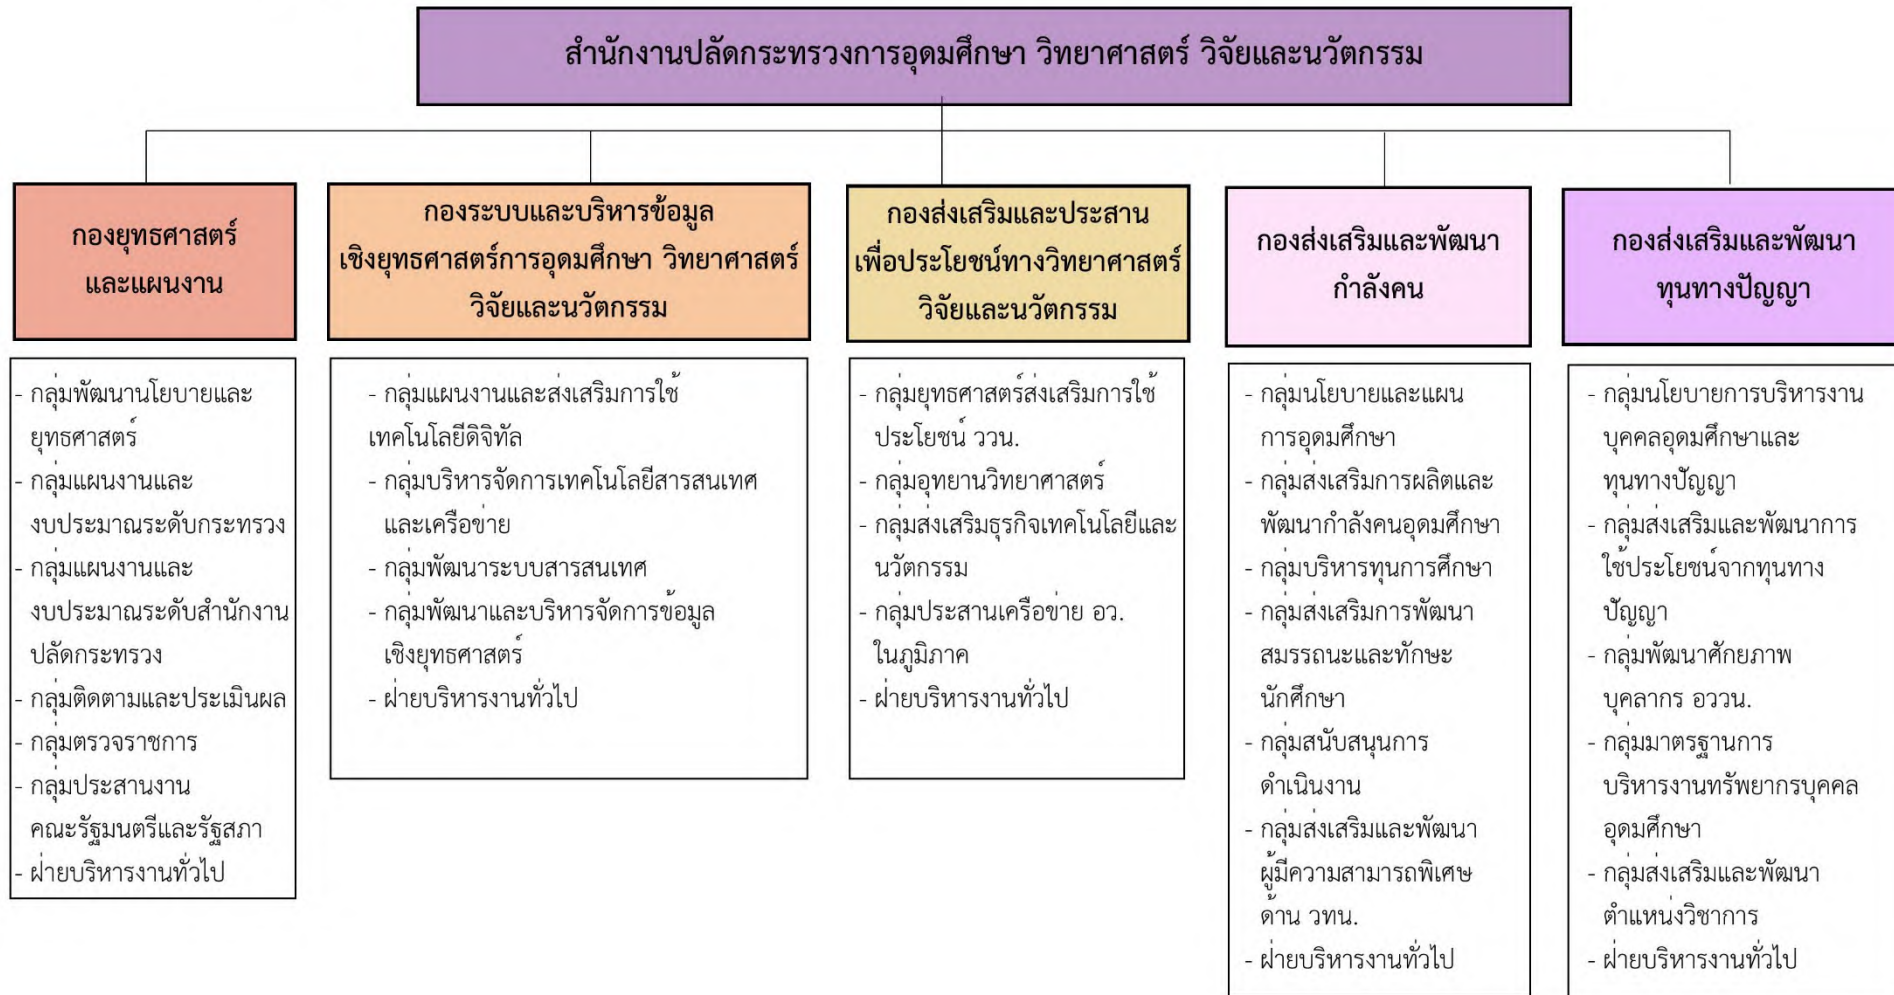 สำนักงานปลัดกระทรวงการอุดมศึกษา วิทยาศาสตร์ วิจัยและนวัตกรรม
กองยุทธศาสตร์
และแผนงาน
- กลุ่มพัฒนานโยบายและ
ยุทธศาสตร์
- กลุ่มแผนงานและ
งบประมาณระดับกระทรวง
- กลุ่มแผนงานและ
งบประมาณระดับสำนักงาน
ปลัดกระทรวง
- กลุ่มติดตามและประเมินผล
- กลุ่มตรวจราชการ
- กลุ่มประสานงาน
คณะรัฐมนตรีและรัฐสภา
- ฝ่ายบริหารงานทั่วไป
กองระบบและบริหารข้อมูล
เชิงยุทธศาสตร์การอุดมศึกษา วิทยาศาสตร์
วิจัยและนวัตกรรม
- กลุ่มแผนงานและส่งเสริมการใช้
เทคโนโลยีดิจิทัล
- กลุ่มบริหารจัดการเทคโนโลยีสารสนเทศ
และเครือข่าย
- กลุ่มพัฒนาระบบสารสนเทศ
- กลุ่มพัฒนาและบริหารจัดการข้อมูล
เชิงยุทธศาสตร์
- ฝ่ายบริหารงานทั่วไป
กองส่งเสริมและประสาน
เพื่อประโยชน์ทางวิทยาศาสตร์
วิจัยและนวัตกรรม
- กลุ่มยุทธศาสตร์ส่งเสริมการใช้
ประโยชน์ ววน.
- กลุ่มอุทยานวิทยาศาสตร์
- กลุ่มส่งเสริมธุรกิจเทคโนโลยีและ
นวัตกรรม
- กลุ่มประสานเครือข่าย อว.
ในภูมิภาค
- ฝ่ายบริหารงานทั่วไป
กองส่งเสริมและพัฒนา
กำลังคน
- กลุ่มนโยบายและแผน
การอุดมศึกษา
- กลุ่มส่งเสริมการผลิตและ
พัฒนากำลังคนอุดมศึกษา
- กลุ่มบริหารทุนการศึกษา
- กลุ่มส่งเสริมการพัฒนา
สมรรถนะและทักษะ
นักศึกษา
- กลุ่มสนับสนุนการ
ดำเนินงาน
- กลุ่มส่งเสริมและพัฒนา
ผู้มีความสามารถพิเศษ
ด้าน วทน.
- ฝ่ายบริหารงานทั่วไป
กองส่งเสริมและพัฒนา
ทุนทางปัญญา
- กลุ่มนโยบายการบริหารงาน
บุคคลอุดมศึกษาและ
ทุนทางปัญญา
- กลุ่มส่งเสริมและพัฒนาการ
ใช้ประโยชน์จากทุนทาง
ปัญญา
- กลุ่มพัฒนาศักยภาพ
บุคลากร อววน.
- กลุ่มมาตรฐานการ
บริหารงานทรัพยากรบุคคล
อุดมศึกษา
- กลุ่มส่งเสริมและพัฒนา
ตำแหน่งวิชาการ
- ฝ่ายบริหารงานทั่วไป